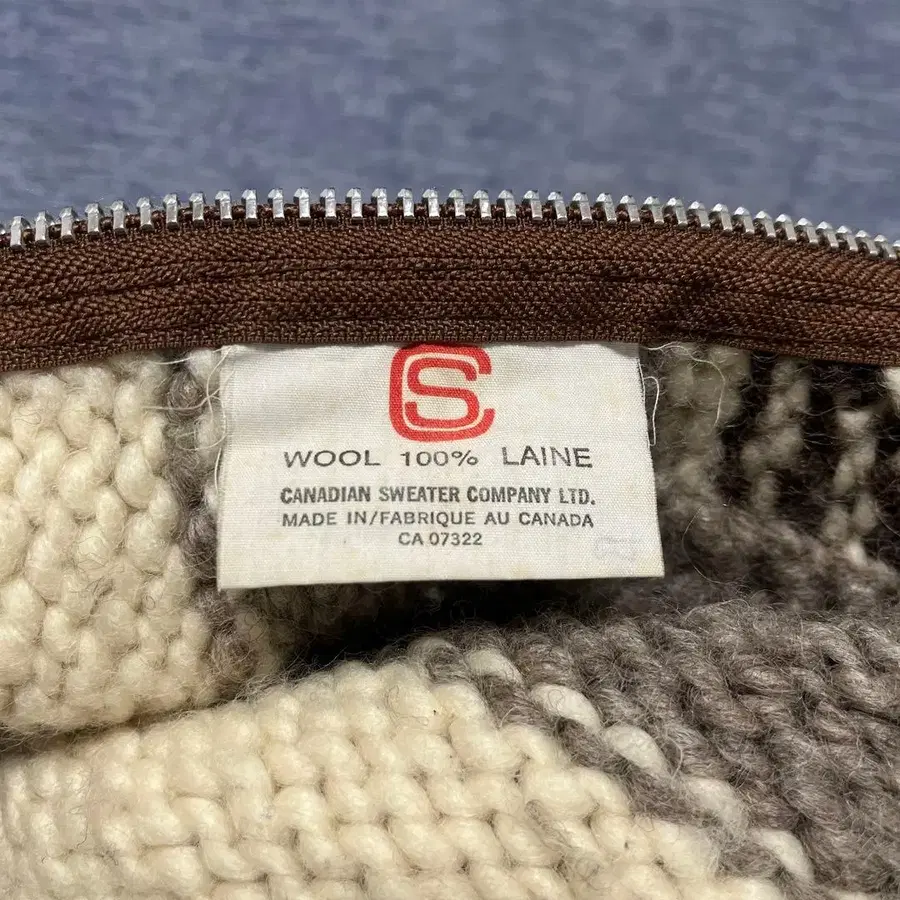 CS
WOOL 100% LAINE
CANADIAN SWEATER COMPANY LTD.
MADE IN/FABRIQUE AU CANADA
CA 07322